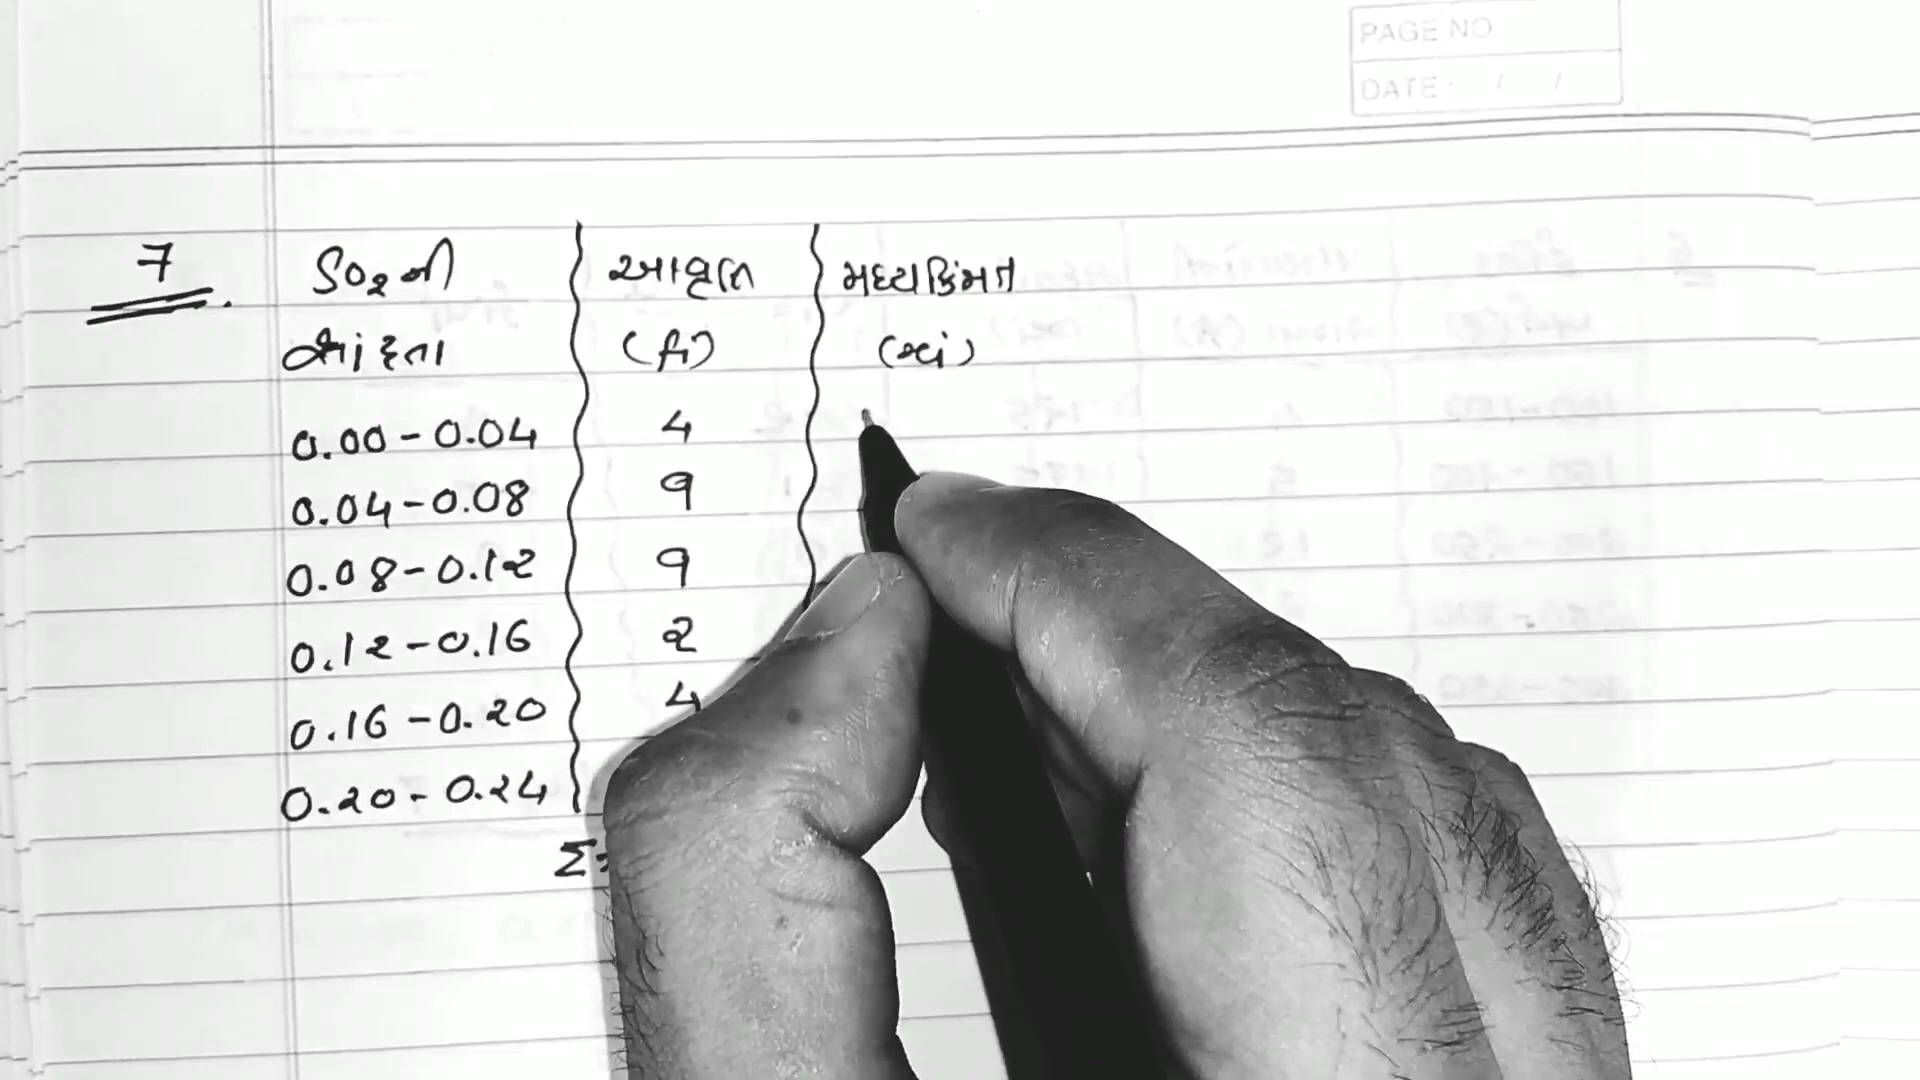 PAGE NO
DATE : / /
7 SO₂ની આવૃત્તિ મધ્યકિંમત
સાંદ્રતા (fi) (xi)
0.00 - 0.04 4
0.04 - 0.08 9
0.08 - 0.12 9
0.12 - 0.16 2
0.16 - 0.20 4
0.20 - 0.24
Σ